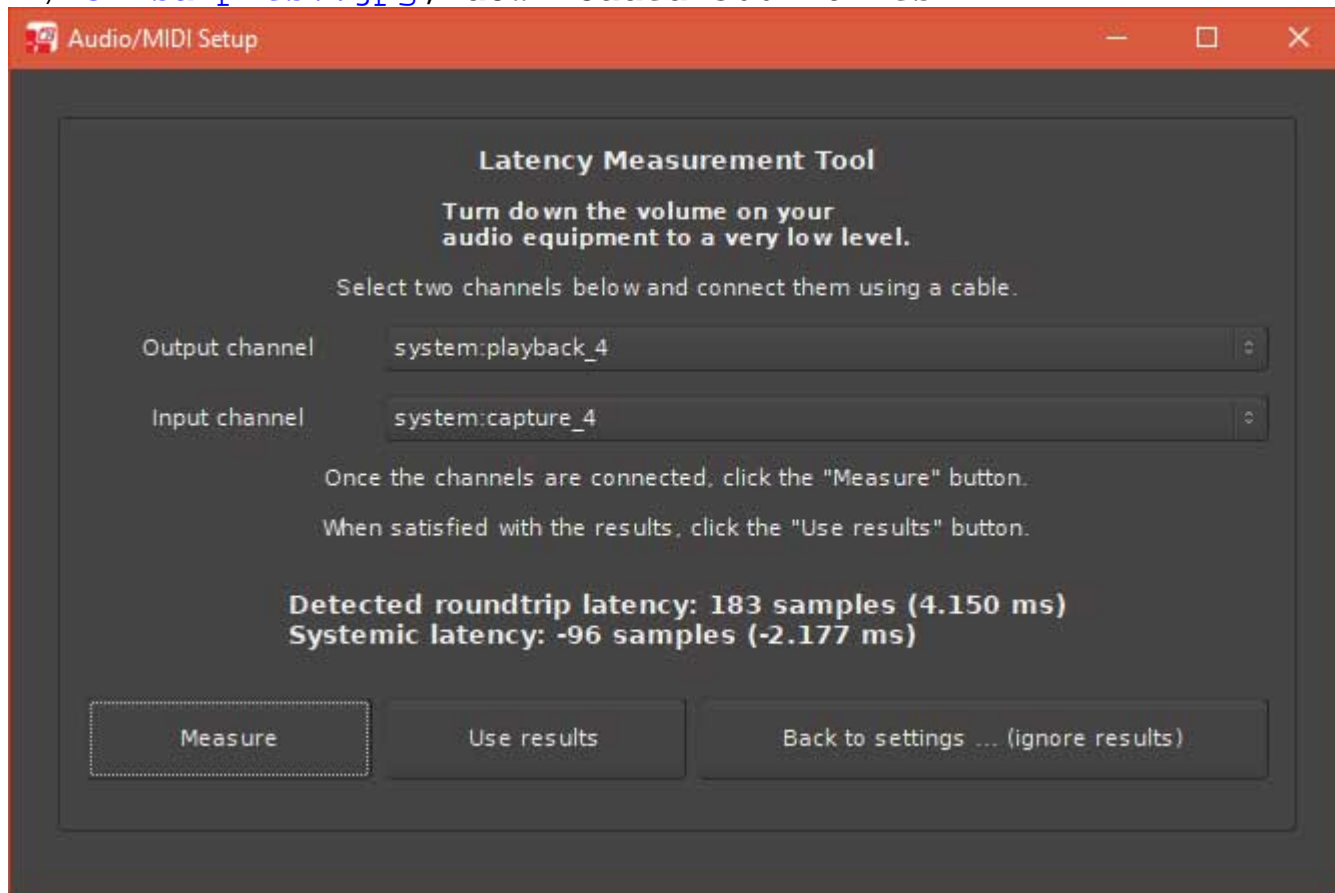 Audio/MIDI Setup
Latency Measurement Tool
Turn down the volume on your
audio equipment to a very low level.
Select two channels below and connect them using a cable.
Output channel system:playback_4
Input channel system:capture_4
Once the channels are connected, click the "Measure" button.
When satisfied with the results, click the "Use results" button.
Detected roundtrip latency: 183 samples (4.150 ms)
Systemic latency: -96 samples (-2.177 ms)
Measure Use results Back to settings ... (ignore results)